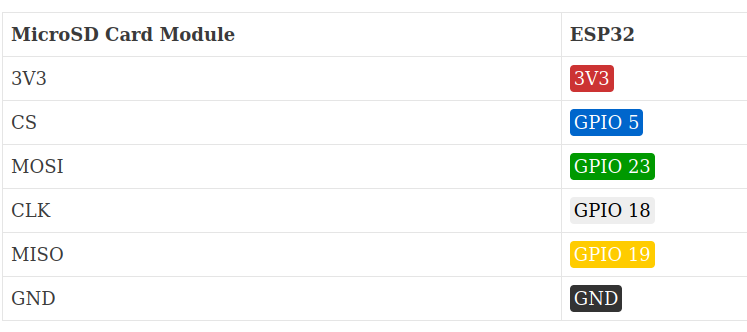 MicroSD Card Module ESP32
3V3 3V3
CS GPIO 5
MOSI GPIO 23
CLK GPIO 18
MISO GPIO 19
GND GND